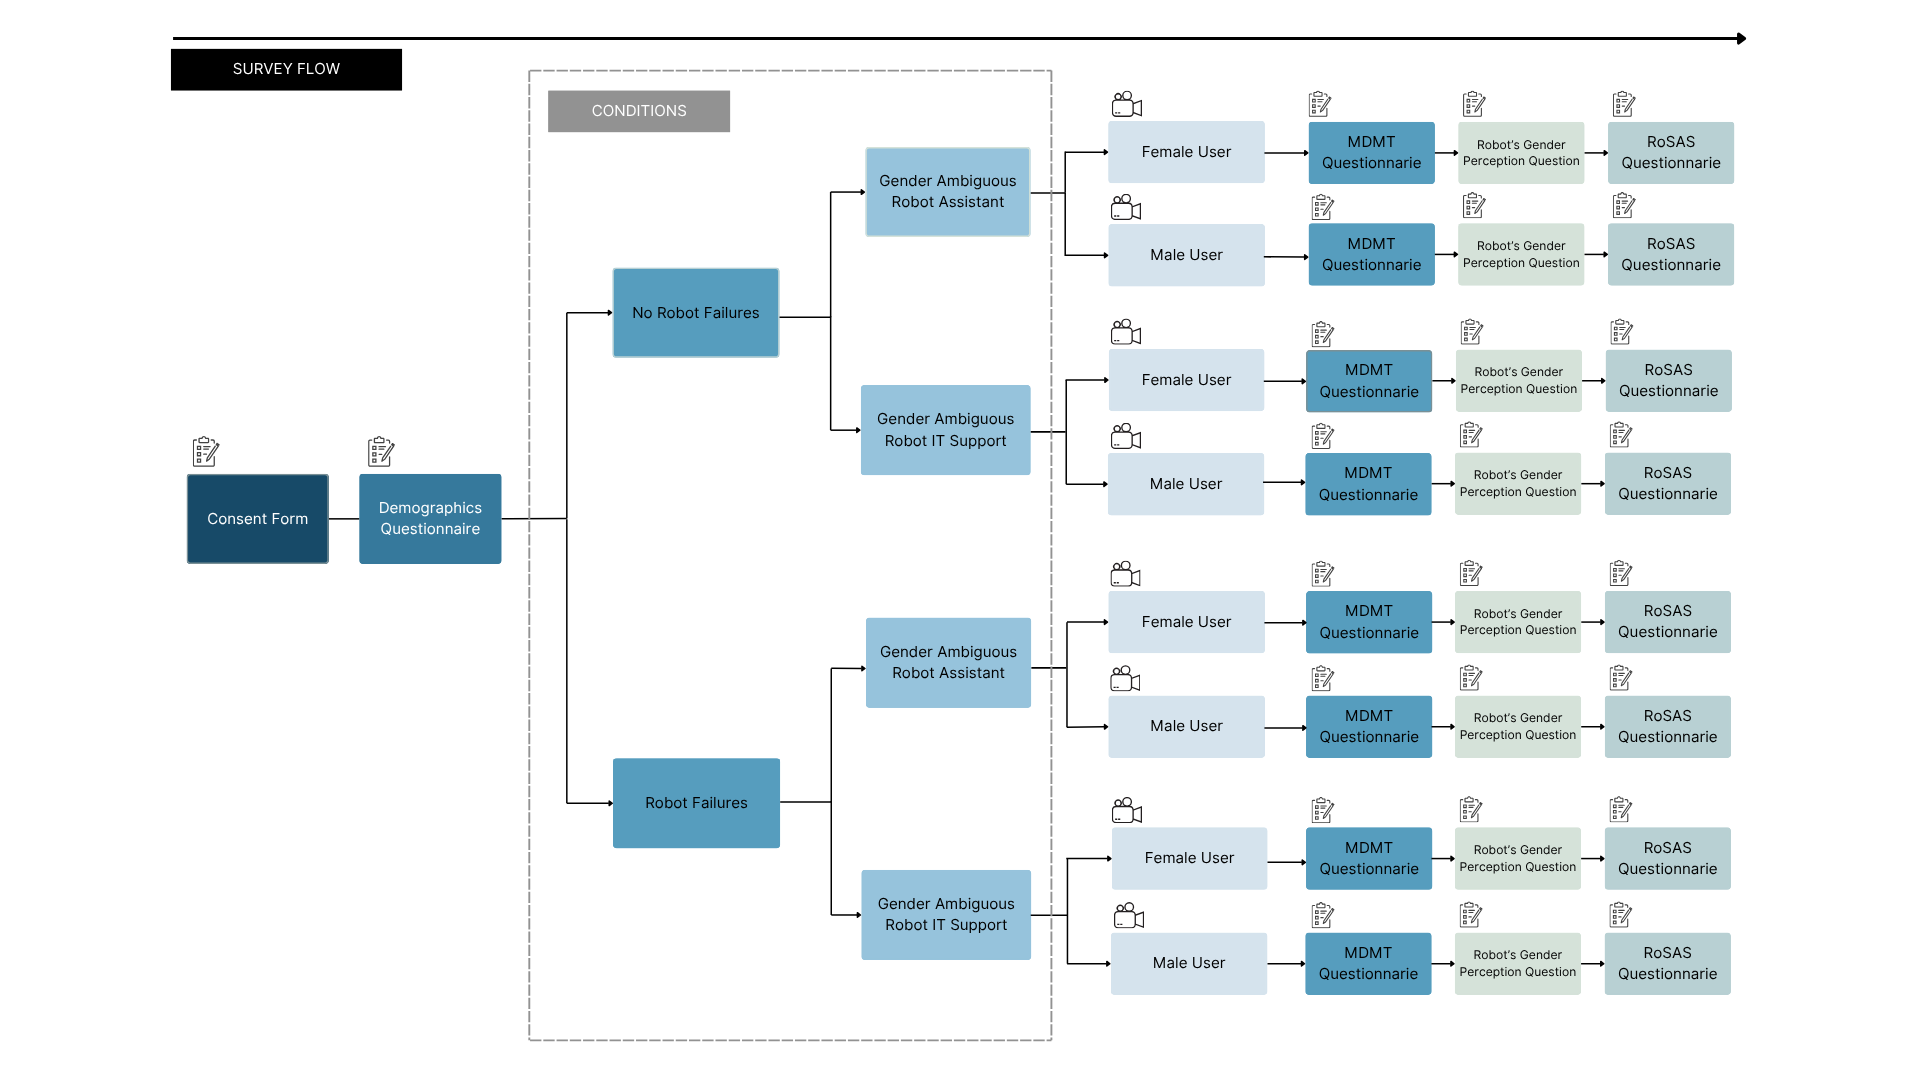 SURVEY FLOW
CONDITIONS
Consent Form
Demographics
Questionnaire
No Robot Failures
Robot Failures
Gender Ambiguous
Robot Assistant
Gender Ambiguous
Robot IT Support
Gender Ambiguous
Robot Assistant
Gender Ambiguous
Robot IT Support
Female User
MDMT
Questionnarie
Robot's Gender
Perception Question
RoSAS
Questionnarie
Male User
MDMT
Questionnarie
Robot's Gender
Perception Question
RoSAS
Questionnarie
Female User
MDMT
Questionnarie
Robot's Gender
Perception Question
RoSAS
Questionnarie
Male User
MDMT
Questionnarie
Robot's Gender
Perception Question
RoSAS
Questionnarie
Female User
MDMT
Questionnarie
Robot's Gender
Perception Question
RoSAS
Questionnarie
Male User
MDMT
Questionnarie
Robot's Gender
Perception Question
RoSAS
Questionnarie
Female User
MDMT
Questionnarie
Robot's Gender
Perception Question
RoSAS
Questionnarie
Male User
MDMT
Questionnarie
Robot's Gender
Perception Question
RoSAS
Questionnarie